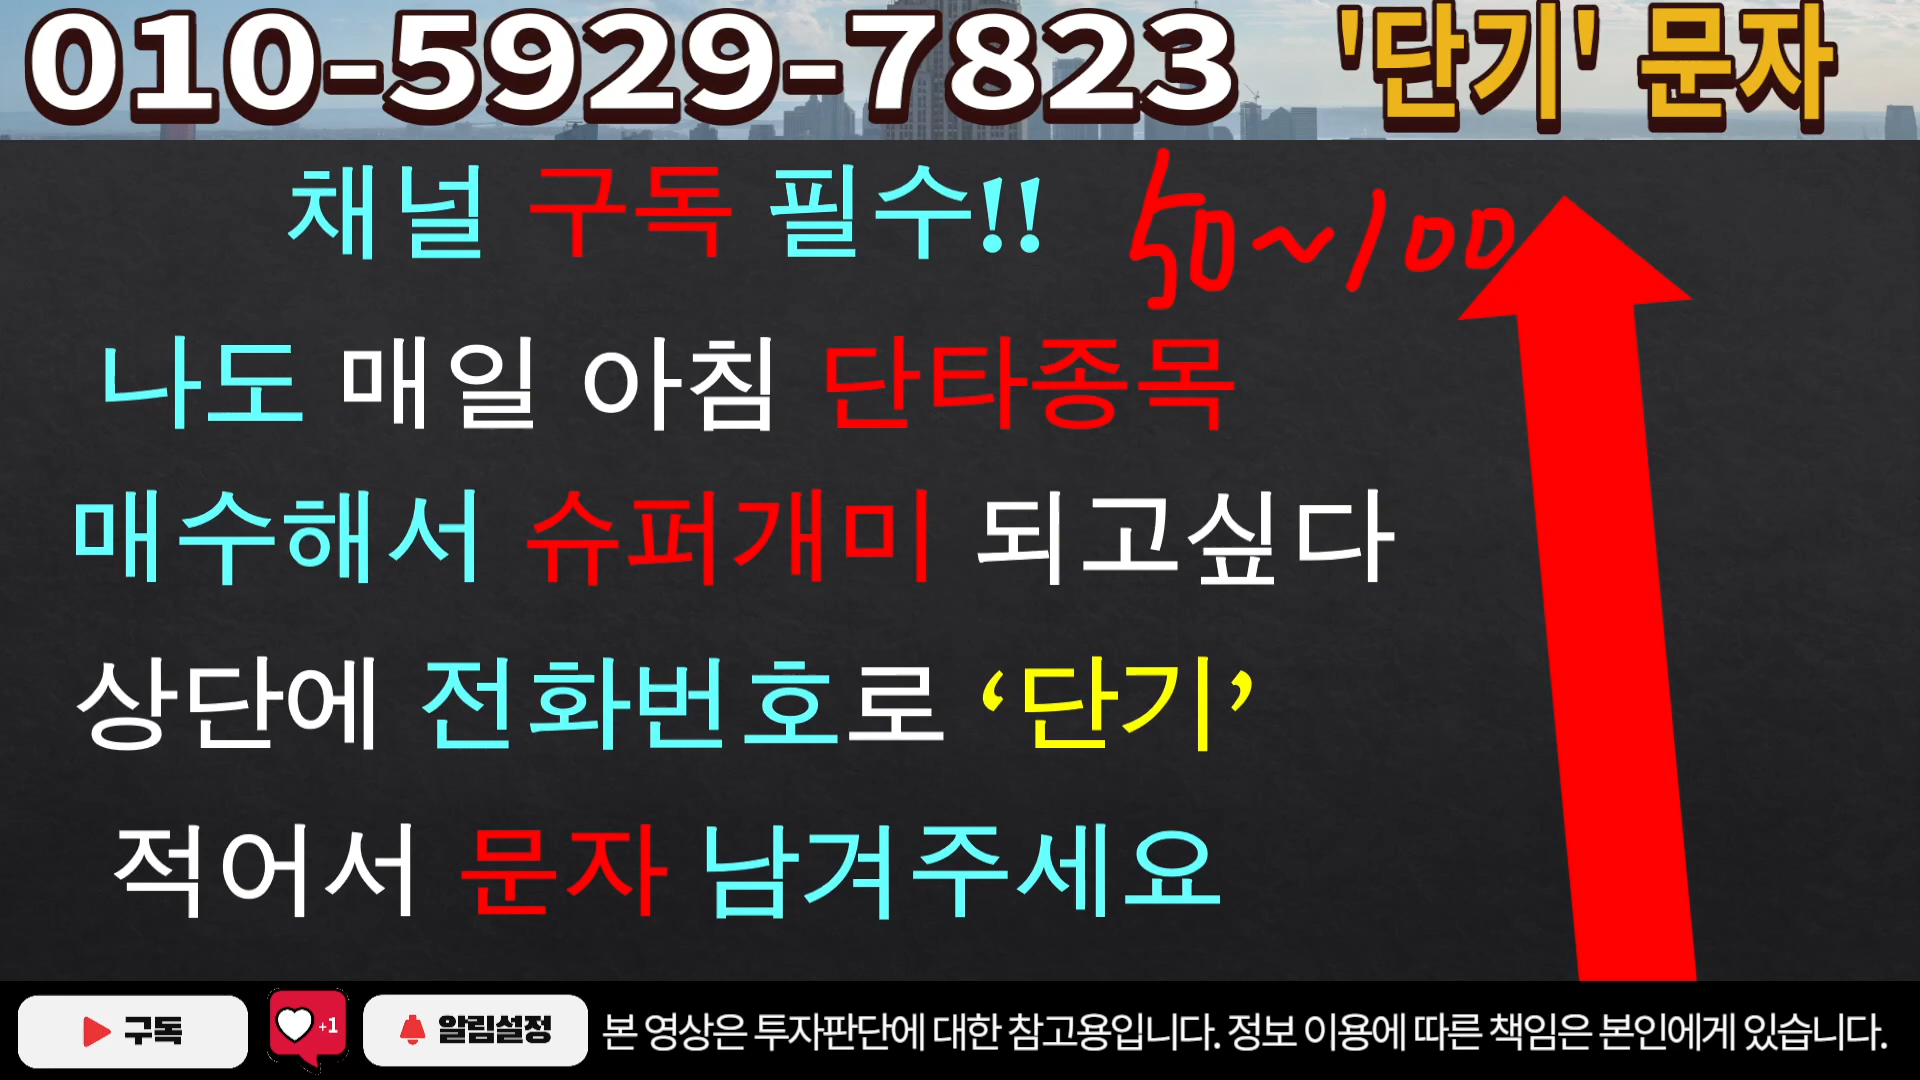 010-5929-7823 '단기' 문자
채널 구독 필수!! 50~100
나도 매일 아침 단타종목
매수해서 슈퍼개미 되고싶다
상단에 전화번호로 ‘단기’
적어서 문자 남겨주세요
구독 +1 알림설정 본 영상은 투자판단에 대한 참고용입니다. 정보 이용에 따른 책임은 본인에게 있습니다.